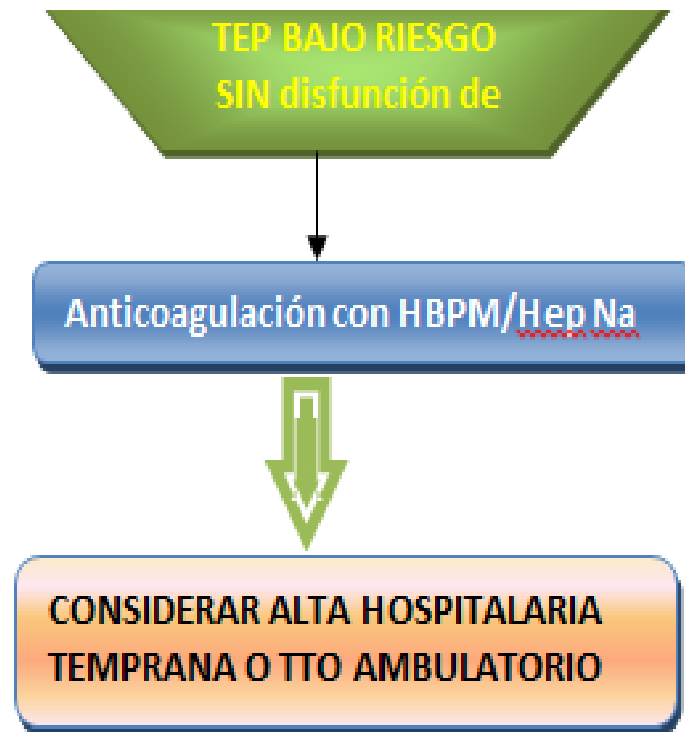 TEP BAJO RIESGO
SIN disfunción de
Anticoagulación con HBPM/Hep Na
CONSIDERAR ALTA HOSPITALARIA
TEMPRANA O TTO AMBULATORIO